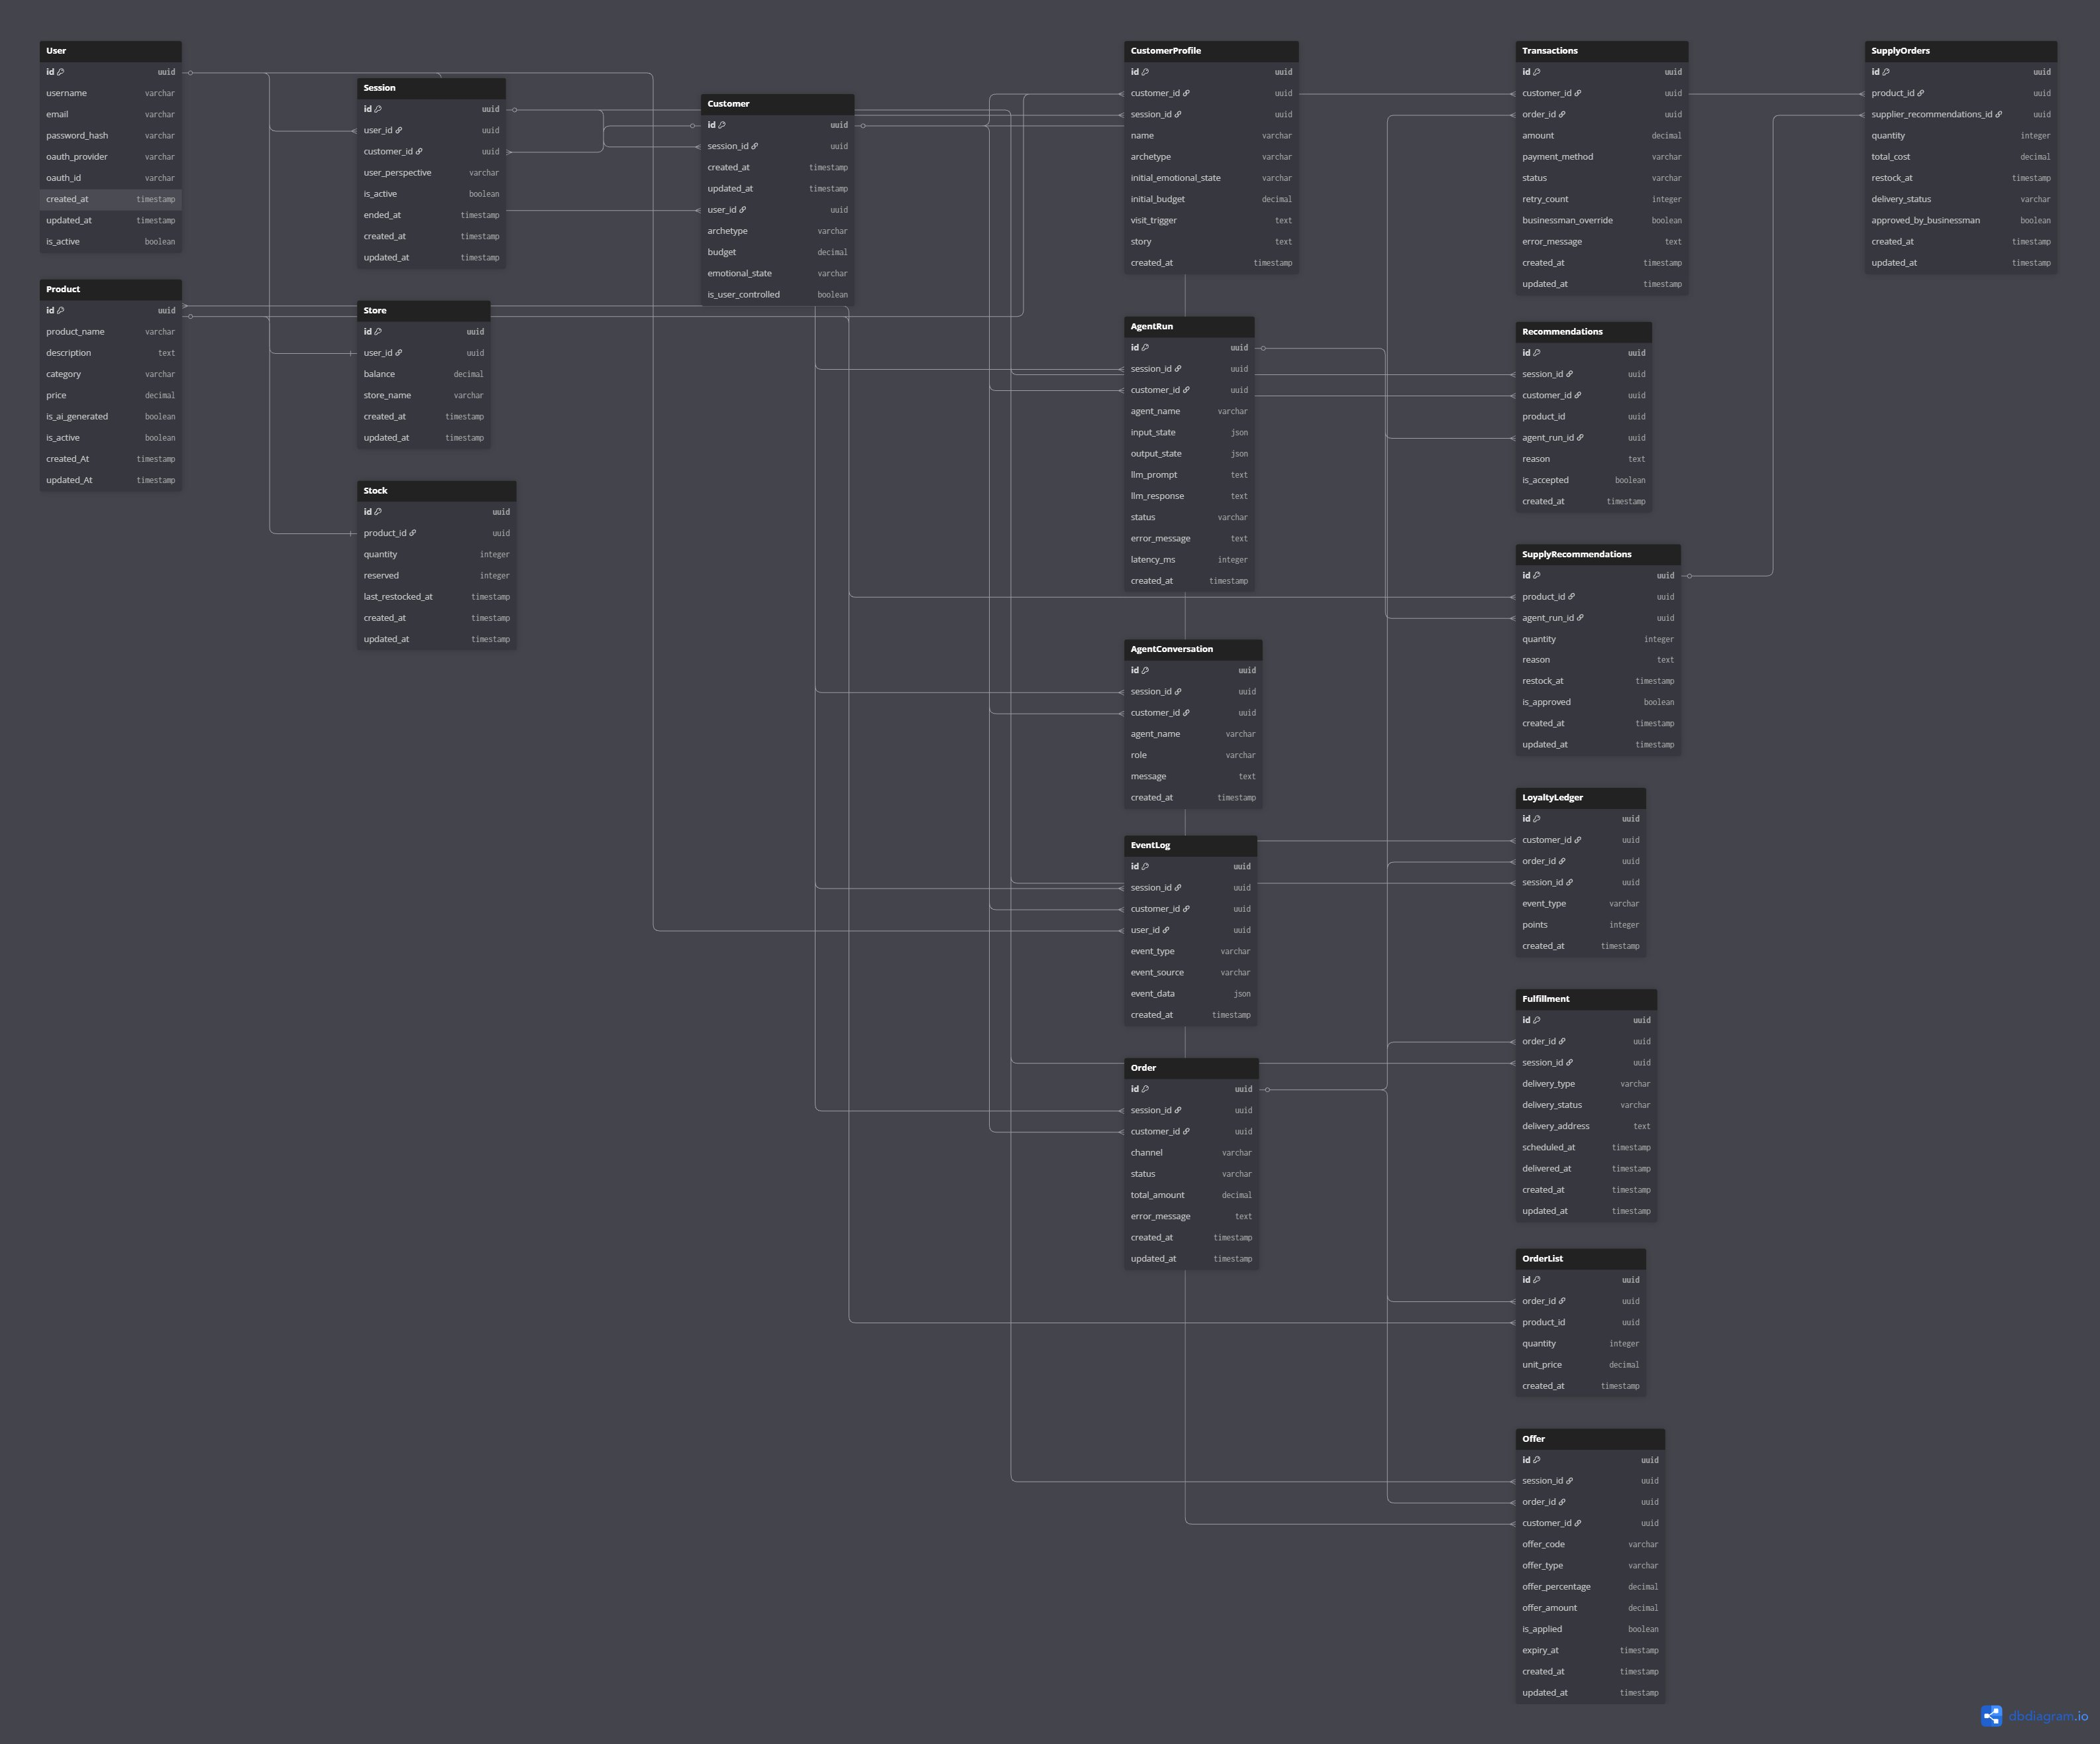 User
id uuid
username varchar
email varchar
password_hash varchar
oauth_provider varchar
oauth_id varchar
created_at timestamp
updated_at timestamp
is_active boolean
Product
id uuid
product_name varchar
description text
category varchar
price decimal
is_ai_generated boolean
is_active boolean
created_At timestamp
updated_At timestamp
Session
id uuid
user_id uuid
customer_id uuid
user_perspective varchar
is_active boolean
ended_at timestamp
created_at timestamp
updated_at timestamp
Store
id uuid
user_id uuid
balance decimal
store_name varchar
created_at timestamp
updated_at timestamp
Stock
id uuid
product_id uuid
quantity integer
reserved integer
last_restocked_at timestamp
created_at timestamp
updated_at timestamp
Customer
id uuid
session_id uuid
created_at timestamp
updated_at timestamp
user_id uuid
archetype varchar
budget decimal
emotional_state varchar
is_user_controlled boolean
CustomerProfile
id uuid
customer_id uuid
session_id uuid
name varchar
archetype varchar
initial_emotional_state varchar
initial_budget decimal
visit_trigger text
story text
created_at timestamp
AgentRun
id uuid
session_id uuid
customer_id uuid
agent_name varchar
input_state json
output_state json
llm_prompt text
llm_response text
status varchar
error_message text
latency_ms integer
created_at timestamp
AgentConversation
id uuid
session_id uuid
customer_id uuid
agent_name varchar
role varchar
message text
created_at timestamp
EventLog
id uuid
session_id uuid
customer_id uuid
user_id uuid
event_type varchar
event_source varchar
event_data json
created_at timestamp
Order
id uuid
session_id uuid
customer_id uuid
channel varchar
status varchar
total_amount decimal
error_message text
created_at timestamp
updated_at timestamp
Transactions
id uuid
customer_id uuid
order_id uuid
amount decimal
payment_method varchar
status varchar
retry_count integer
businessman_override boolean
error_message text
created_at timestamp
updated_at timestamp
Recommendations
id uuid
session_id uuid
customer_id uuid
product_id uuid
agent_run_id uuid
reason text
is_accepted boolean
created_at timestamp
SupplyRecommendations
id uuid
product_id uuid
agent_run_id uuid
quantity integer
reason text
restock_at timestamp
is_approved boolean
created_at timestamp
updated_at timestamp
LoyaltyLedger
id uuid
customer_id uuid
order_id uuid
session_id uuid
event_type varchar
points integer
created_at timestamp
Fulfillment
id uuid
order_id uuid
session_id uuid
delivery_type varchar
delivery_status varchar
delivery_address text
scheduled_at timestamp
delivered_at timestamp
created_at timestamp
updated_at timestamp
OrderList
id uuid
order_id uuid
product_id uuid
quantity integer
unit_price decimal
created_at timestamp
Offer
id uuid
session_id uuid
order_id uuid
customer_id uuid
offer_code varchar
offer_type varchar
offer_percentage decimal
offer_amount decimal
is_applied boolean
expiry_at timestamp
created_at timestamp
updated_at timestamp
SupplyOrders
id uuid
product_id uuid
supplier_recommendations_id uuid
quantity integer
total_cost decimal
restock_at timestamp
delivery_status varchar
approved_by_businessman boolean
created_at timestamp
updated_at timestamp
dbdiagram.io